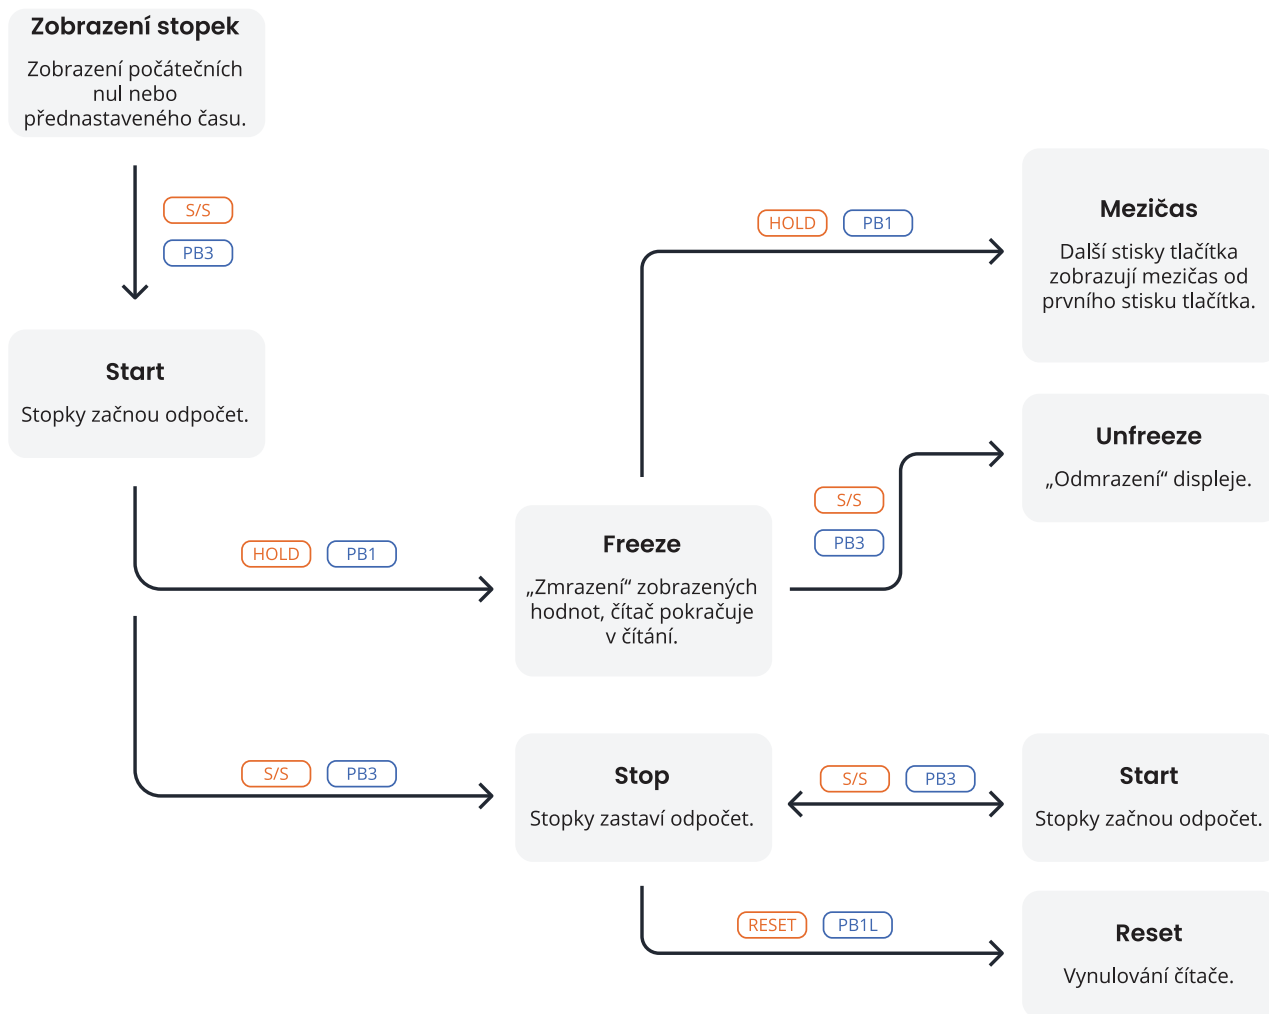 Zobrazení stopek
Zobrazení počátečních
nul nebo
přednastaveného času.
S/S
PB3
Start
Stopky začnou odpočet.
HOLD PB1
Freeze
„Zmrazení“ zobrazených
hodnot, čítač pokračuje
v čítání.
HOLD PB1
Mezičas
Další stisky tlačítka
zobrazují mezičas od
prvního stisku tlačítka.
S/S
PB3
Unfreeze
„Odmrazení“ displeje.
S/S PB3
Stop
Stopky zastaví odpočet.
S/S PB3
Start
Stopky začnou odpočet.
RESET PB1L
Reset
Vynulování čítače.